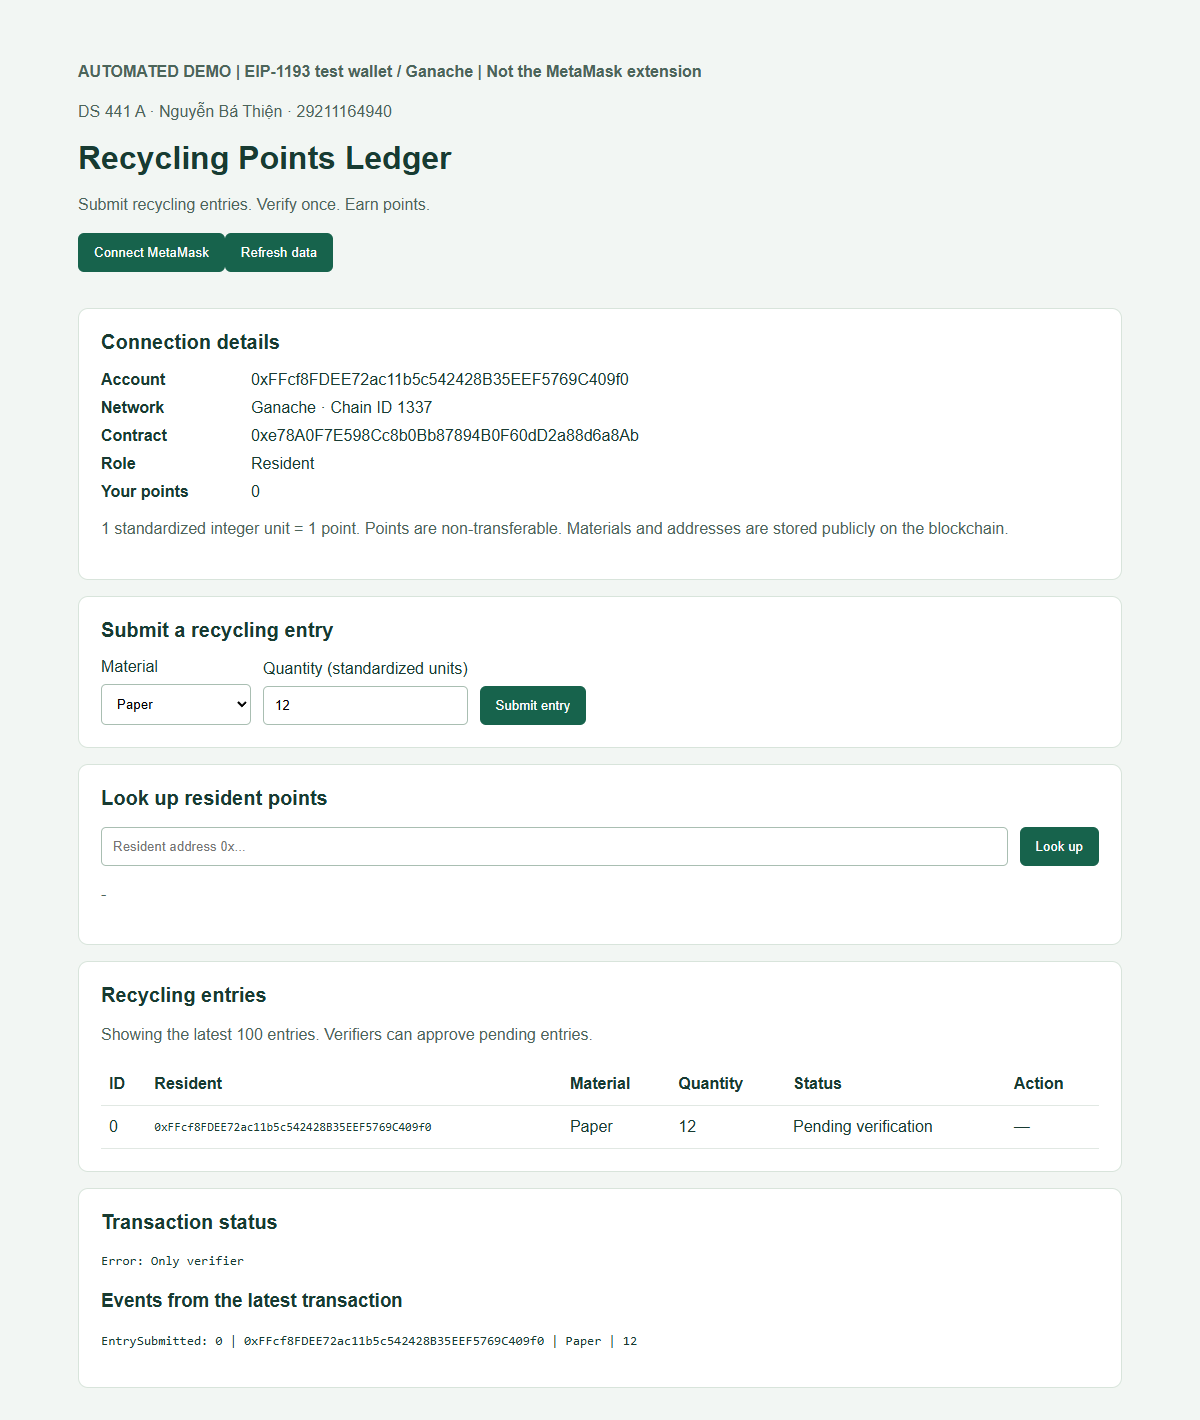 AUTOMATED DEMO | EIP-1193 test wallet / Ganache | Not the MetaMask extension
DS 441 A · Nguyễn Bá Thiện · 29211164940
Recycling Points Ledger
Submit recycling entries. Verify once. Earn points.
Connect MetaMask Refresh data
Connection details
Account 0xFFcf8FDEE72ac11b5c542428B35EEF5769C409f0
Network Ganache · Chain ID 1337
Contract 0xe78A0F7E598Cc8b0Bb87894B0F60dD2a88d6a8Ab
Role Resident
Your points 0
1 standardized integer unit = 1 point. Points are non-transferable. Materials and addresses are stored publicly on the blockchain.
Submit a recycling entry
Material Quantity (standardized units)
Paper 12 Submit entry
Look up resident points
Resident address 0x... Look up
-
Recycling entries
Showing the latest 100 entries. Verifiers can approve pending entries.
ID Resident Material Quantity Status Action
0 0xFFcf8FDEE72ac11b5c542428B35EEF5769C409f0 Paper 12 Pending verification —
Transaction status
Error: Only verifier
Events from the latest transaction
EntrySubmitted: 0 | 0xFFcf8FDEE72ac11b5c542428B35EEF5769C409f0 | Paper | 12